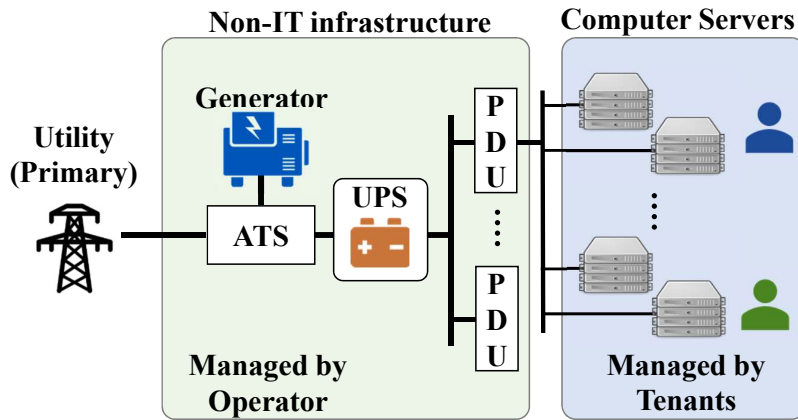 Non-IT infrastructure
Computer Servers
Generator
Utility
(Primary)
ATS
UPS
P
D
U
P
D
U
Managed by
Operator
Managed by
Tenants